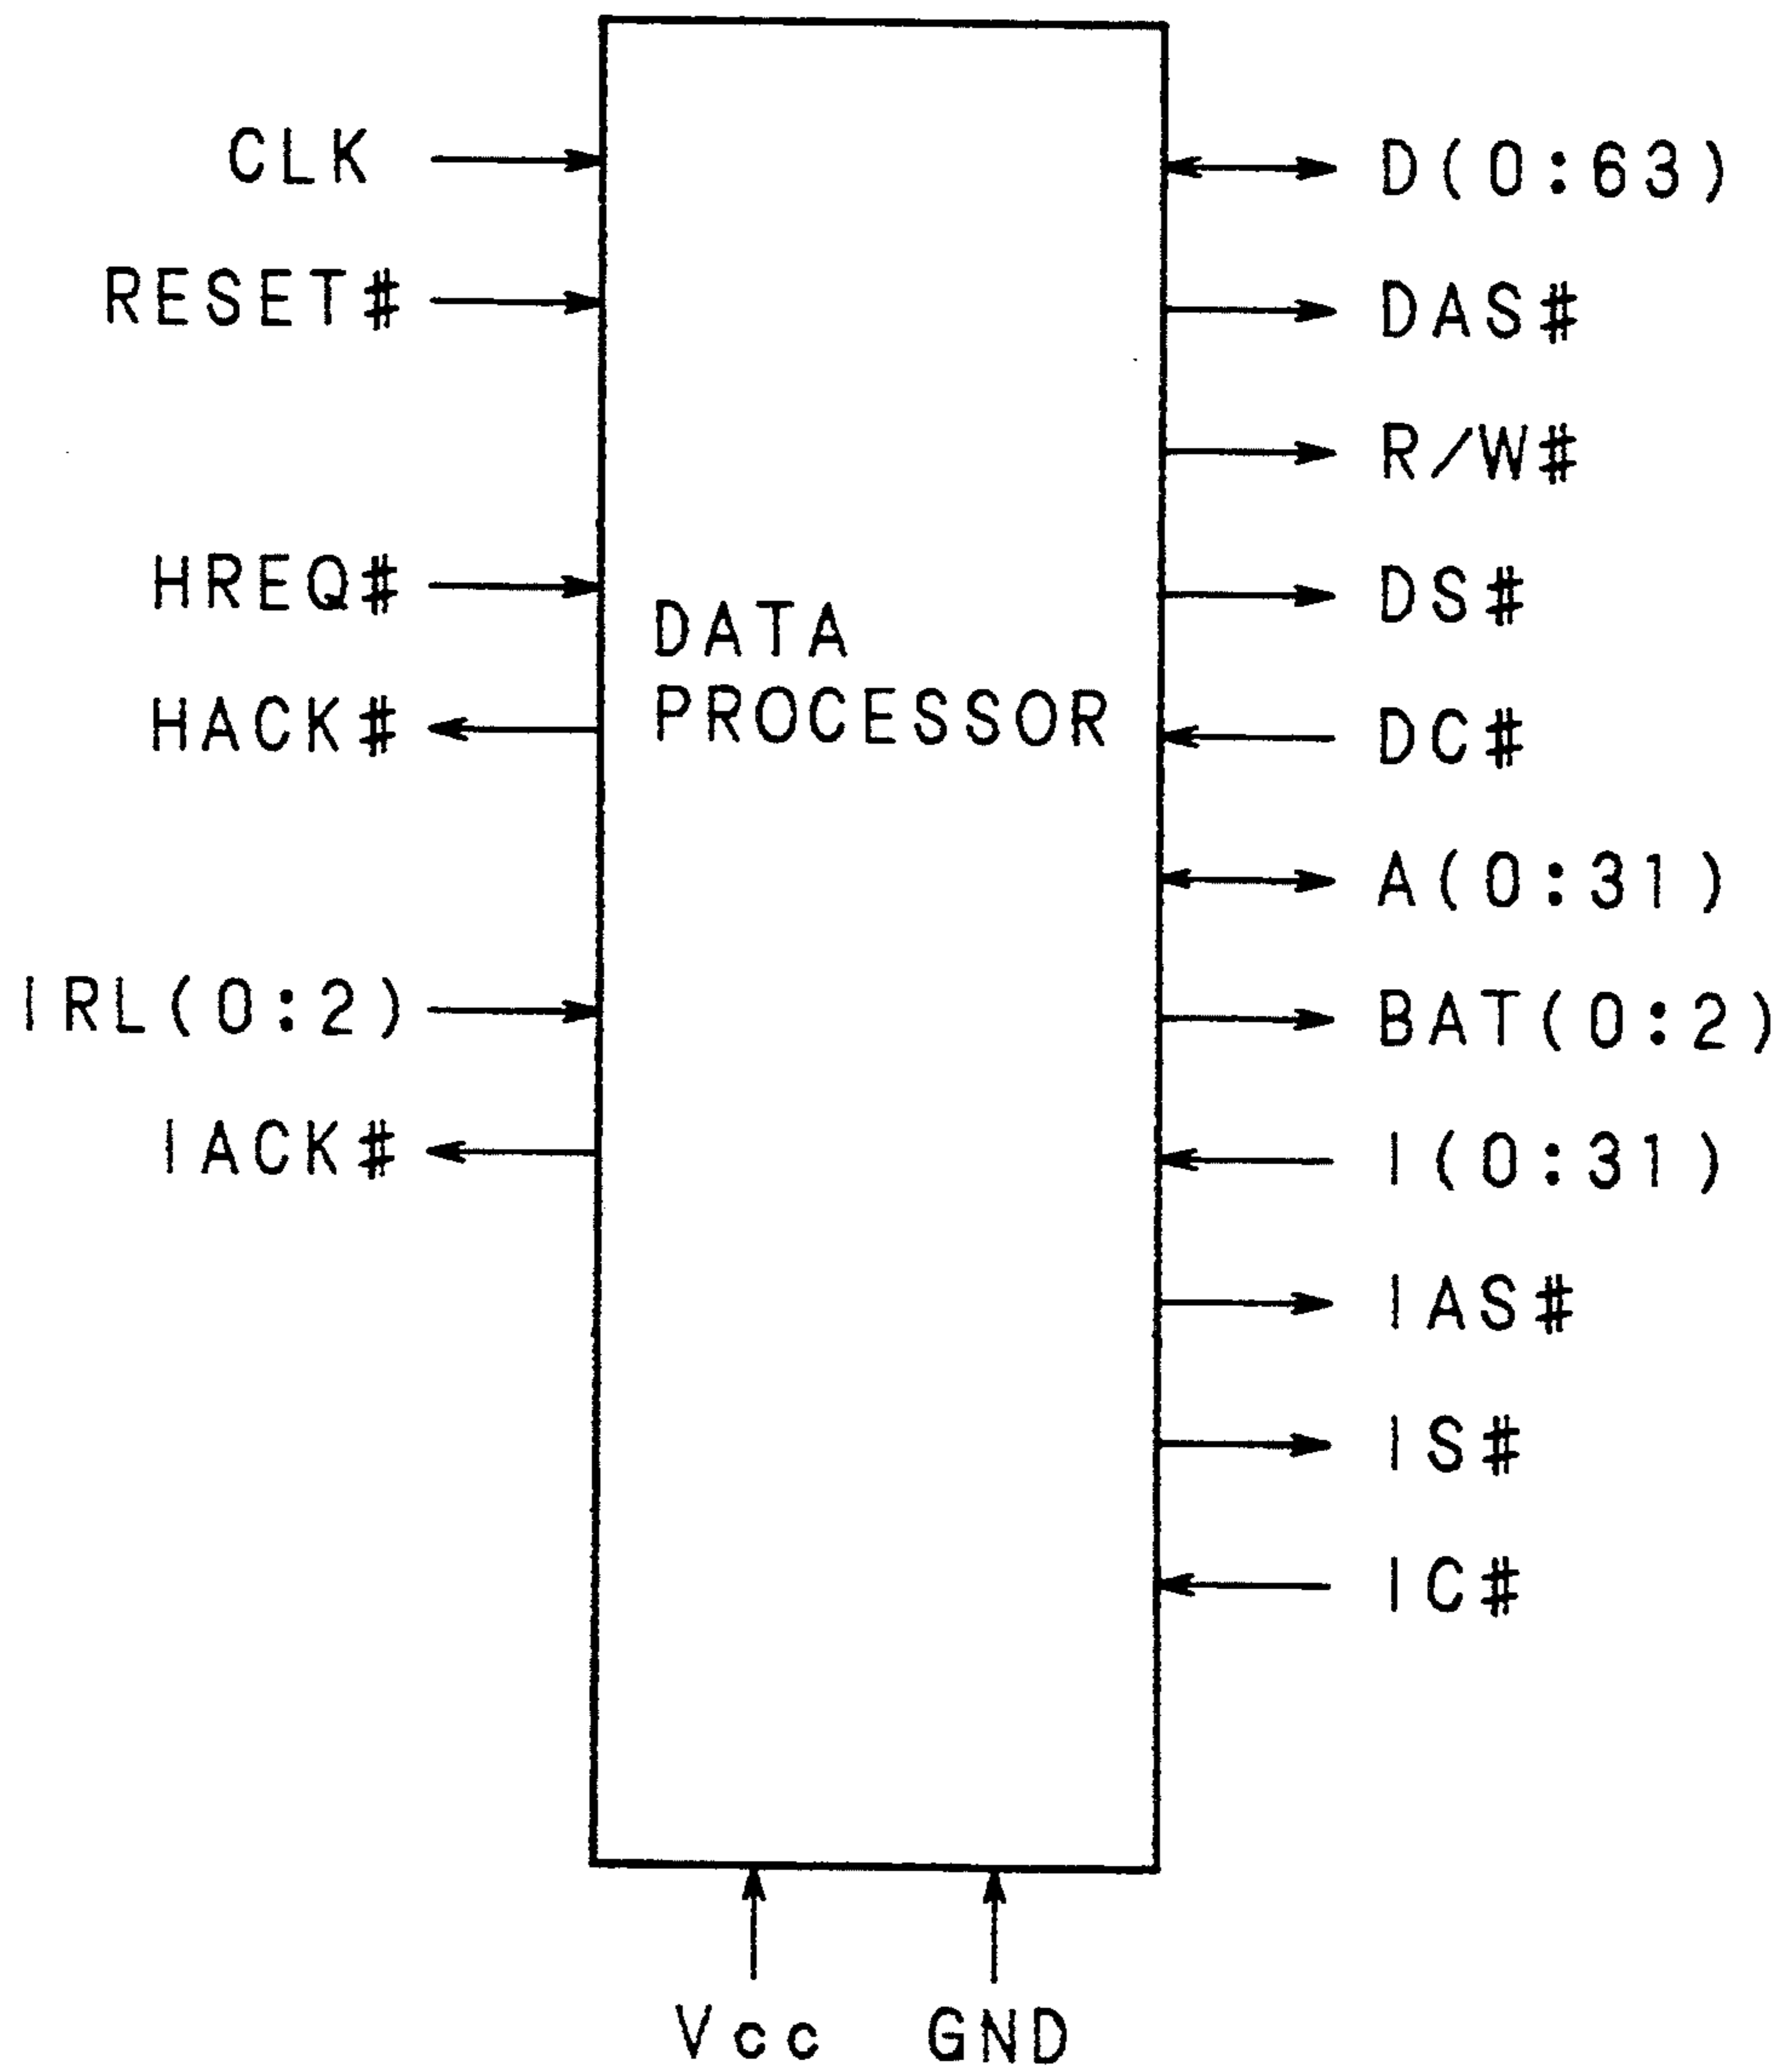 CLK
RESET#
HREQ#
HACK#
IRL(0:2)
IACK#
DATA
PROCESSOR
D(0:63)
DAS#
R/W#
DS#
DC#
A(0:31)
BAT(0:2)
I(0:31)
IAS#
IS#
IC#
Vcc GND